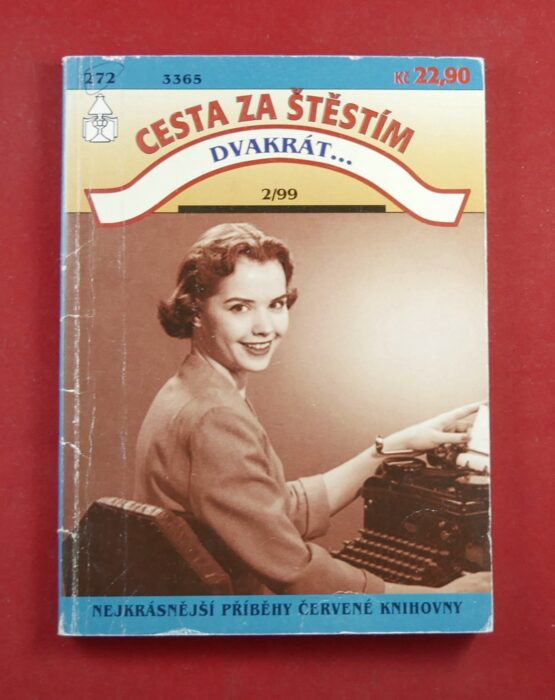 272 3365 Kč 22,90
CESTA ZA ŠTĚSTÍM
DVAKRÁT...
2/99
NEJKRÁSNĚJŠÍ PŘÍBĚHY ČERVENÉ KNIHOVNY